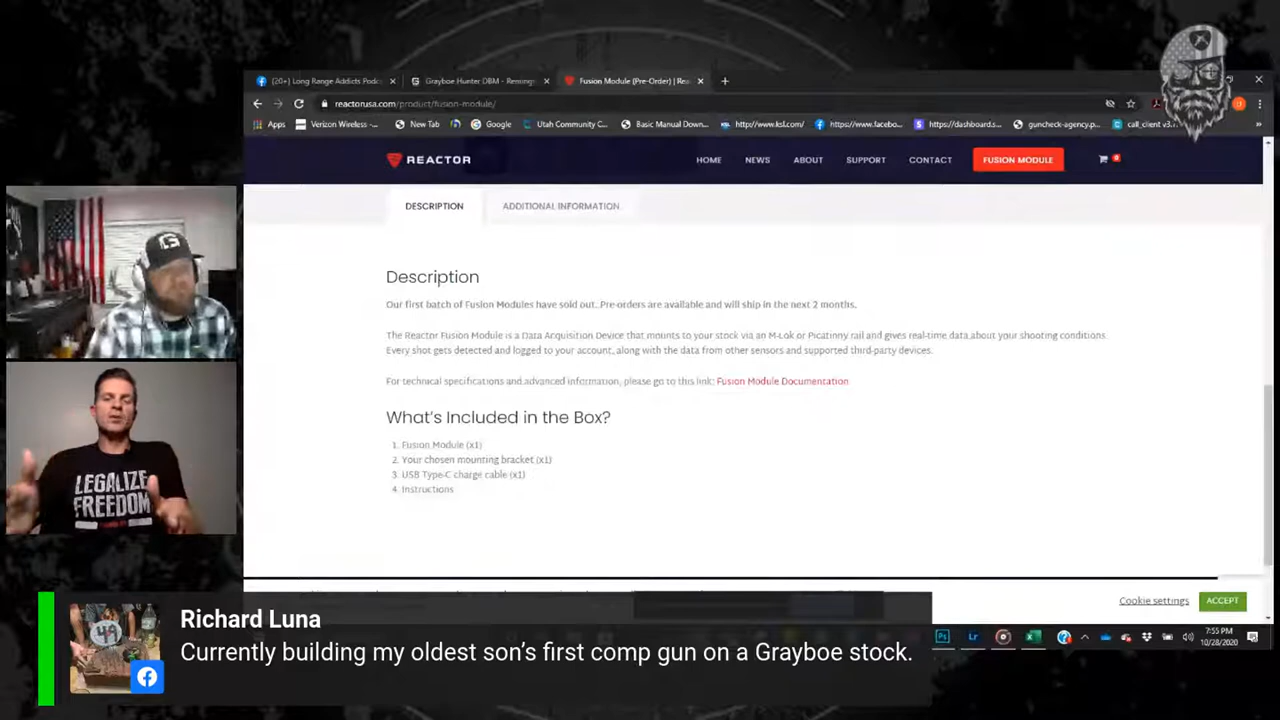 (20+) Long Range Addicts Podc
Grayboe Hunter DBM - Reming
Fusion Module (Pre-Order) | Rea
reactorusa.com/product/fusion-module/
Apps
Verizon Wireless -...
New Tab
Google
Utah Community C...
Basic Manual Down...
http://www.ksl.com/
https://www.facebo...
https://dashboard.s...
guncheck-agency.p...
call_client v3.7
REACTOR
HOME
NEWS
ABOUT
SUPPORT
CONTACT
FUSION MODULE
0
DESCRIPTION
ADDITIONAL INFORMATION
Description
Our first batch of Fusion Modules have sold out. Pre-orders are available and will ship in the next 2 months.
The Reactor Fusion Module is a Data Acquisition Device that mounts to your stock via an M-Lok or Picatinny rail and gives real-time data about your shooting conditions.
Every shot gets detected and logged to your account, along with the data from other sensors and supported third-party devices.
For technical specifications and advanced information, please go to this link: Fusion Module Documentation
What's Included in the Box?
1. Fusion Module (x1)
2. Your chosen mounting bracket (x1)
3. USB Type-C charge cable (x1)
4. Instructions
LEGALIZE
FREEDOM
Cookie settings
ACCEPT
7:55 PM
10/28/2020
Richard Luna
Currently building my oldest son's first comp gun on a Grayboe stock.